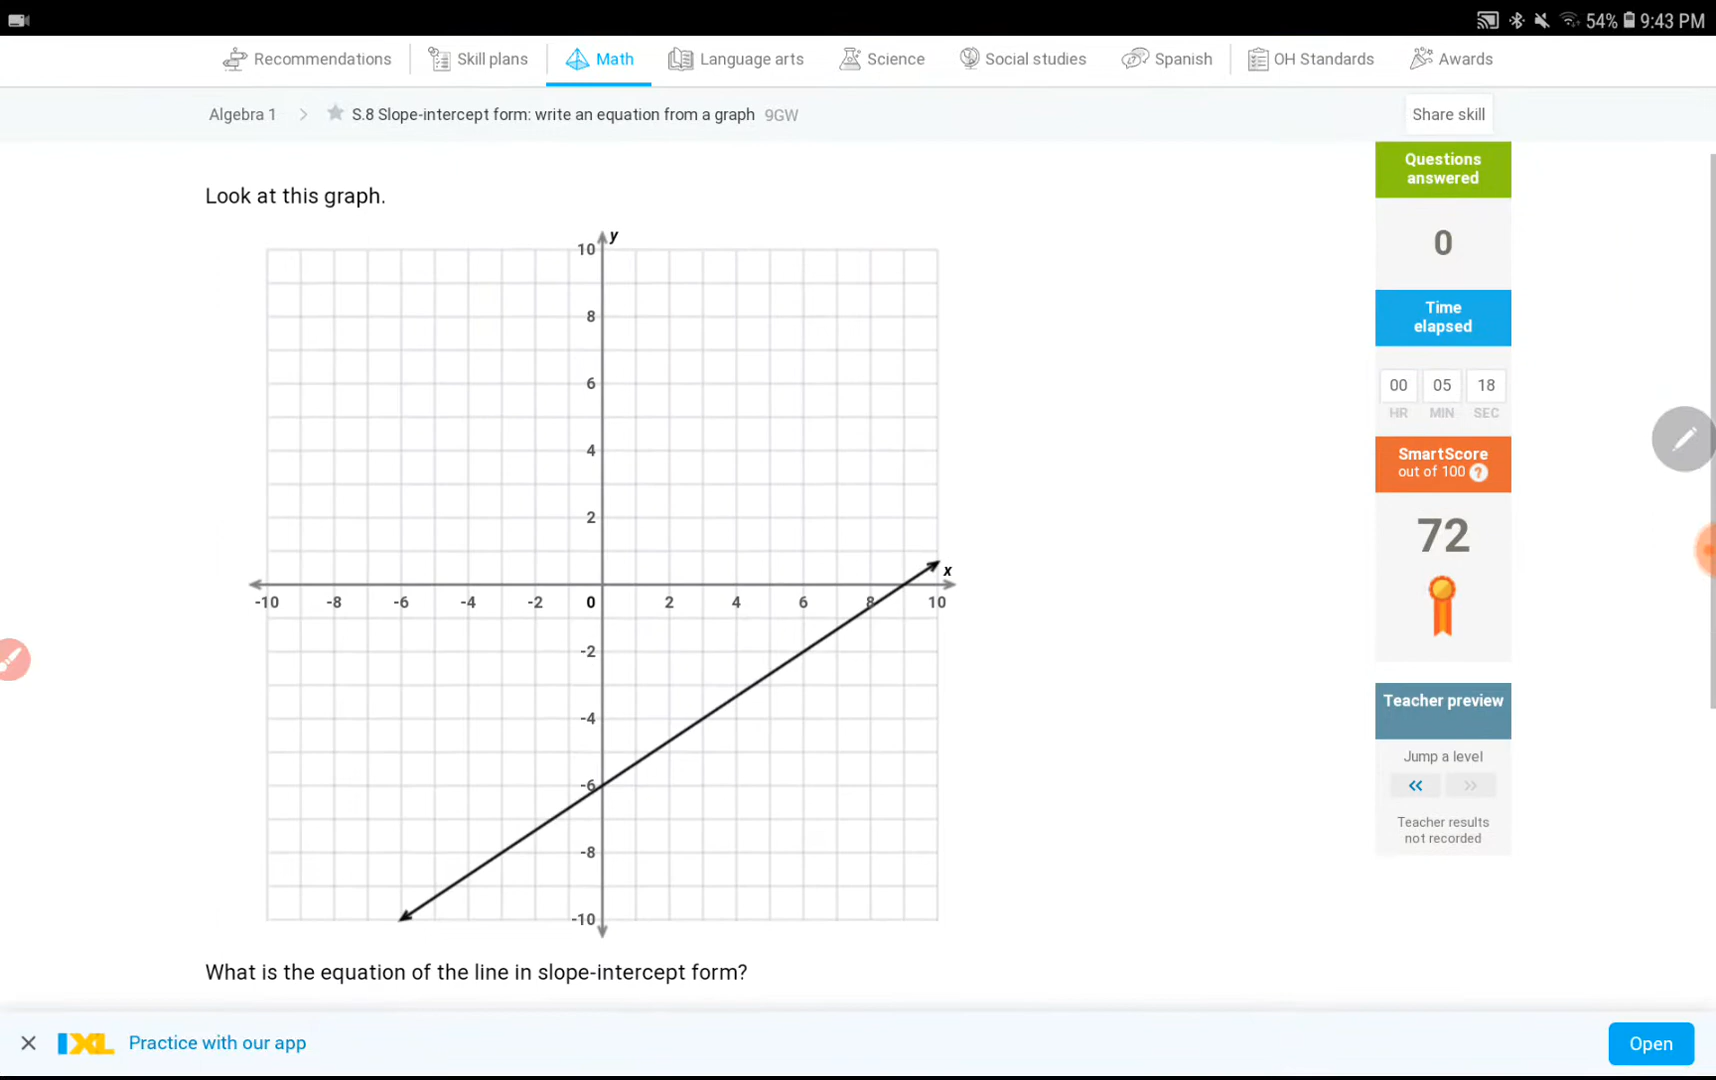 54% 9:43 PM
Recommendations Skill plans Math Language arts Science Social studies Spanish OH Standards Awards
Algebra 1 > S.8 Slope-intercept form: write an equation from a graph 9GW
Share skill
Questions
answered
0
Time
elapsed
00 05 18
HR MIN SEC
SmartScore
out of 100 ?
72
Teacher preview
Jump a level
« »
Teacher results
not recorded
Look at this graph.
y
10
8
6
4
2
x
-10 -8 -6 -4 -2 0 2 4 6 8 10
-2
-4
-6
-8
-10
What is the equation of the line in slope-intercept form?
IXL Practice with our app
Open